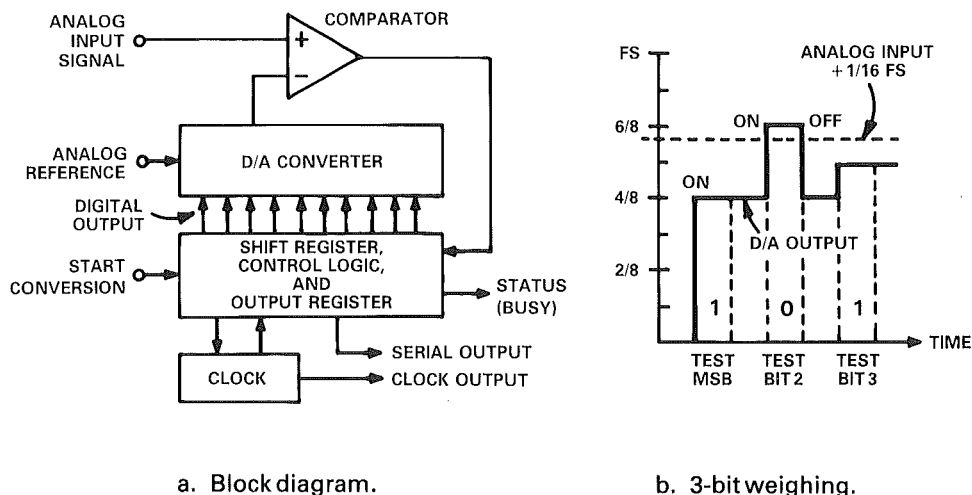 ANALOG
INPUT
SIGNAL
COMPARATOR
+
−
ANALOG
REFERENCE
D/A CONVERTER
DIGITAL
OUTPUT
START
CONVERSION
SHIFT REGISTER,
CONTROL LOGIC,
AND
OUTPUT REGISTER
STATUS
(BUSY)
SERIAL OUTPUT
CLOCK
CLOCK OUTPUT
a. Block diagram.
FS
ANALOG INPUT
+ 1/16 FS
6/8
ON
OFF
ON
4/8
D/A OUTPUT
2/8
1
0
1
TIME
TEST
MSB
TEST
BIT 2
TEST
BIT 3
b. 3-bit weighing.